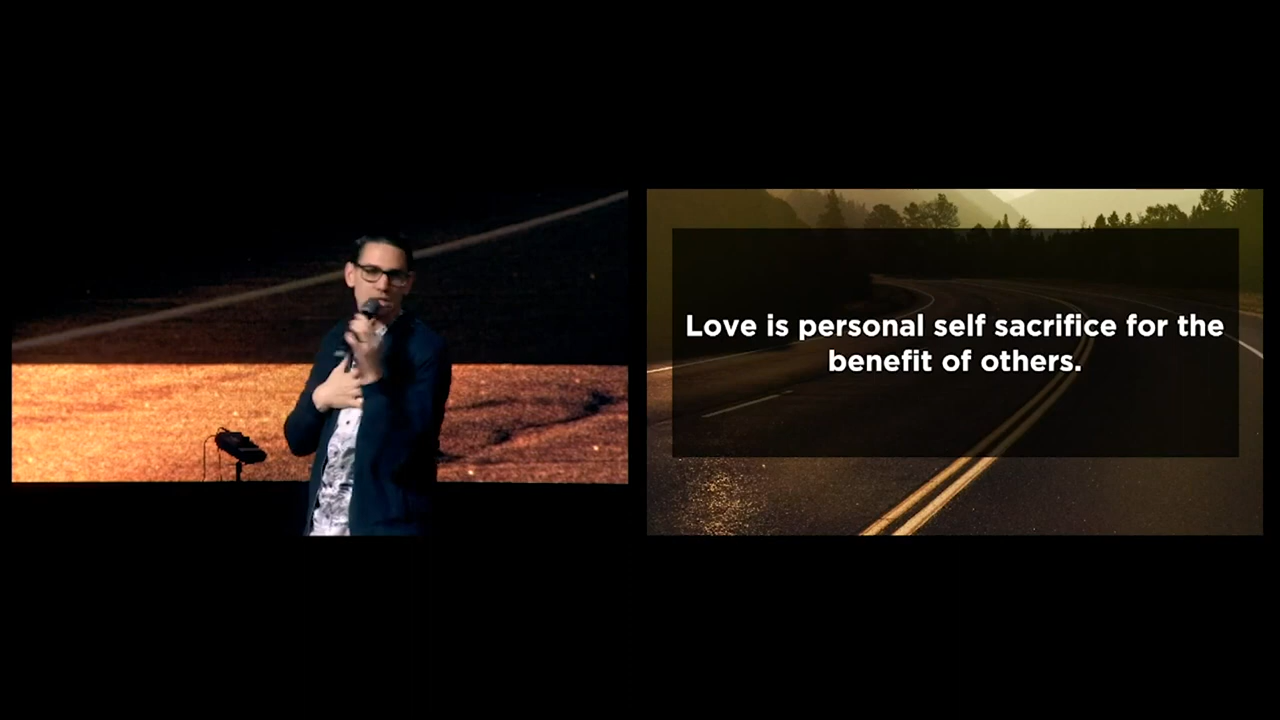 Love is personal self sacrifice for the
benefit of others.